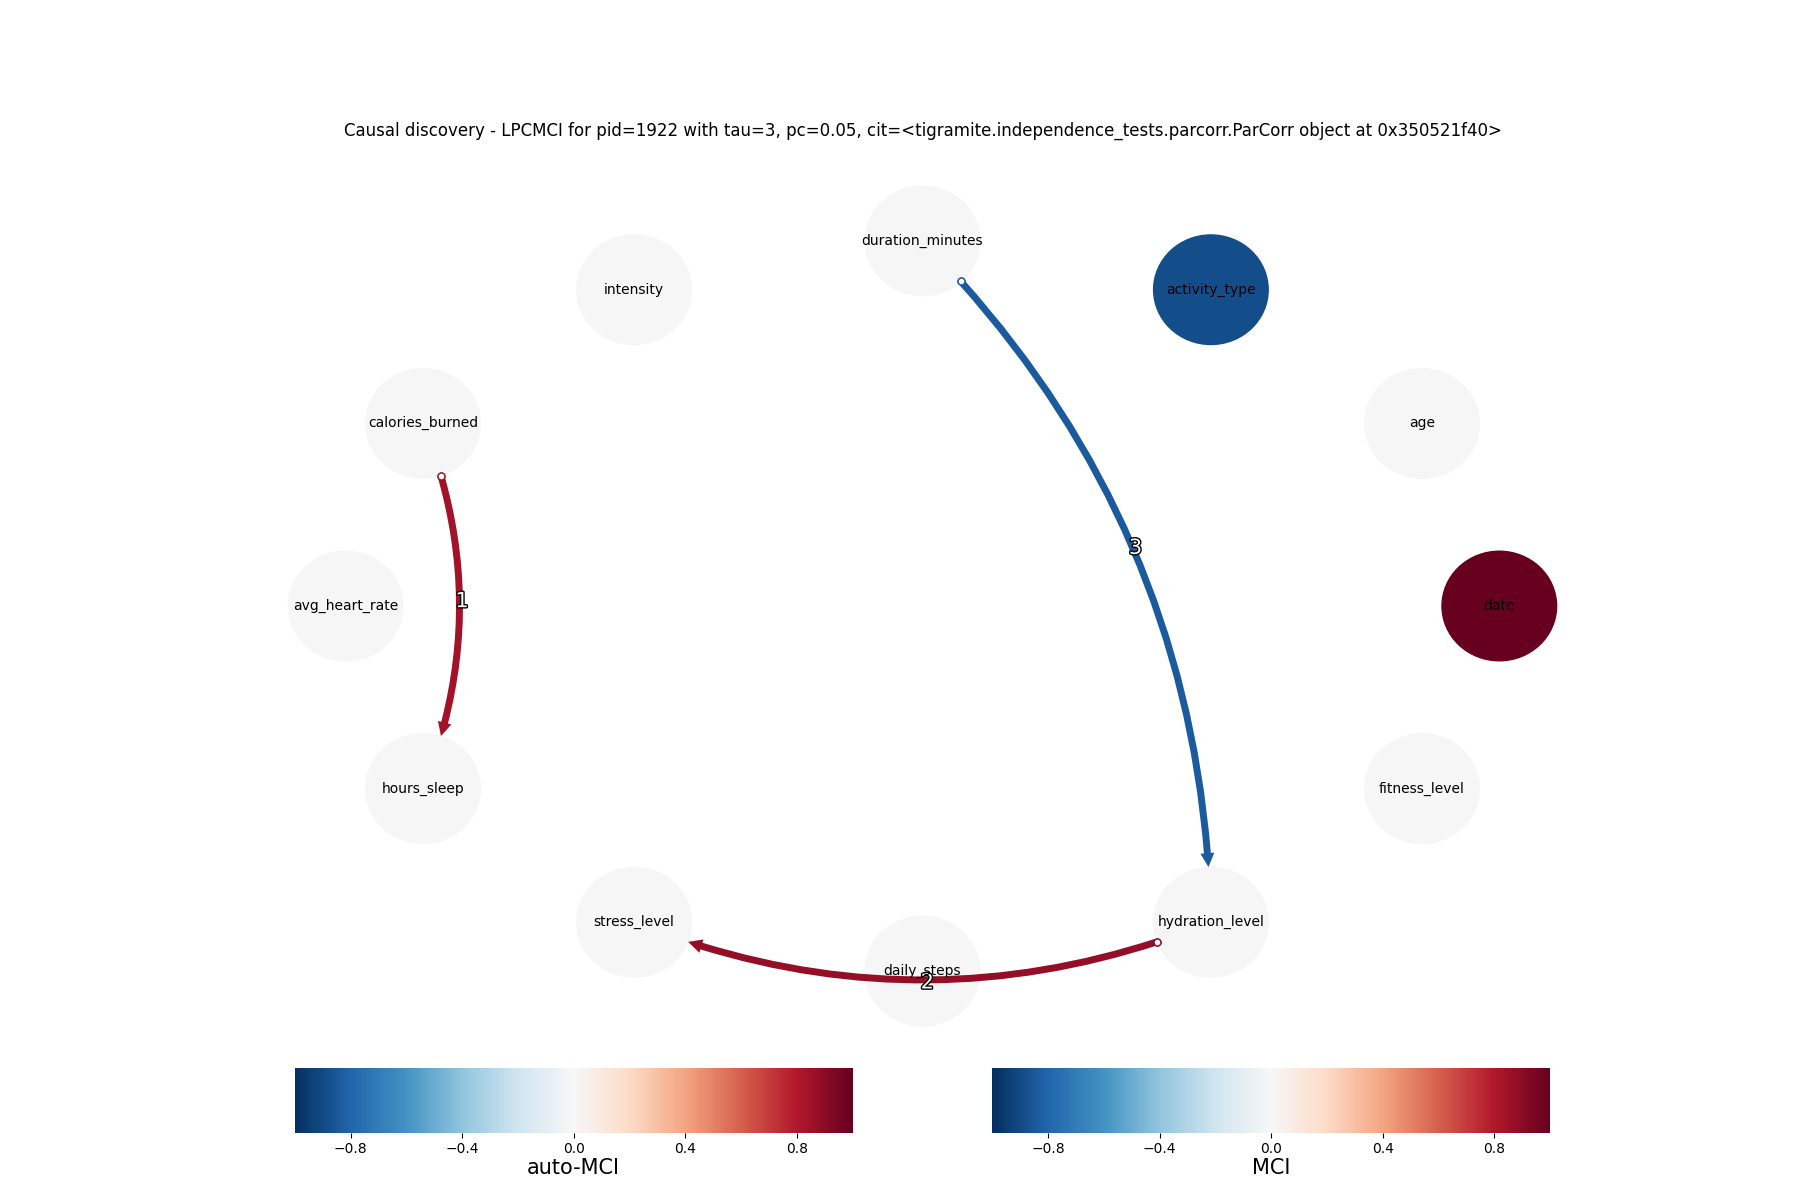 Causal discovery - LPCMCI for pid=1922 with tau=3, pc=0.05, cit=<tigramite.independence_tests.parcorr.ParCorr object at 0x350521f40>
duration_minutes
intensity
activity_type
calories_burned
age
3
1
avg_heart_rate
date
hours_sleep
fitness_level
stress_level
hydration_level
daily_steps
2
−0.8 −0.4 0.0 0.4 0.8
auto-MCI
−0.8 −0.4 0.0 0.4 0.8
MCI